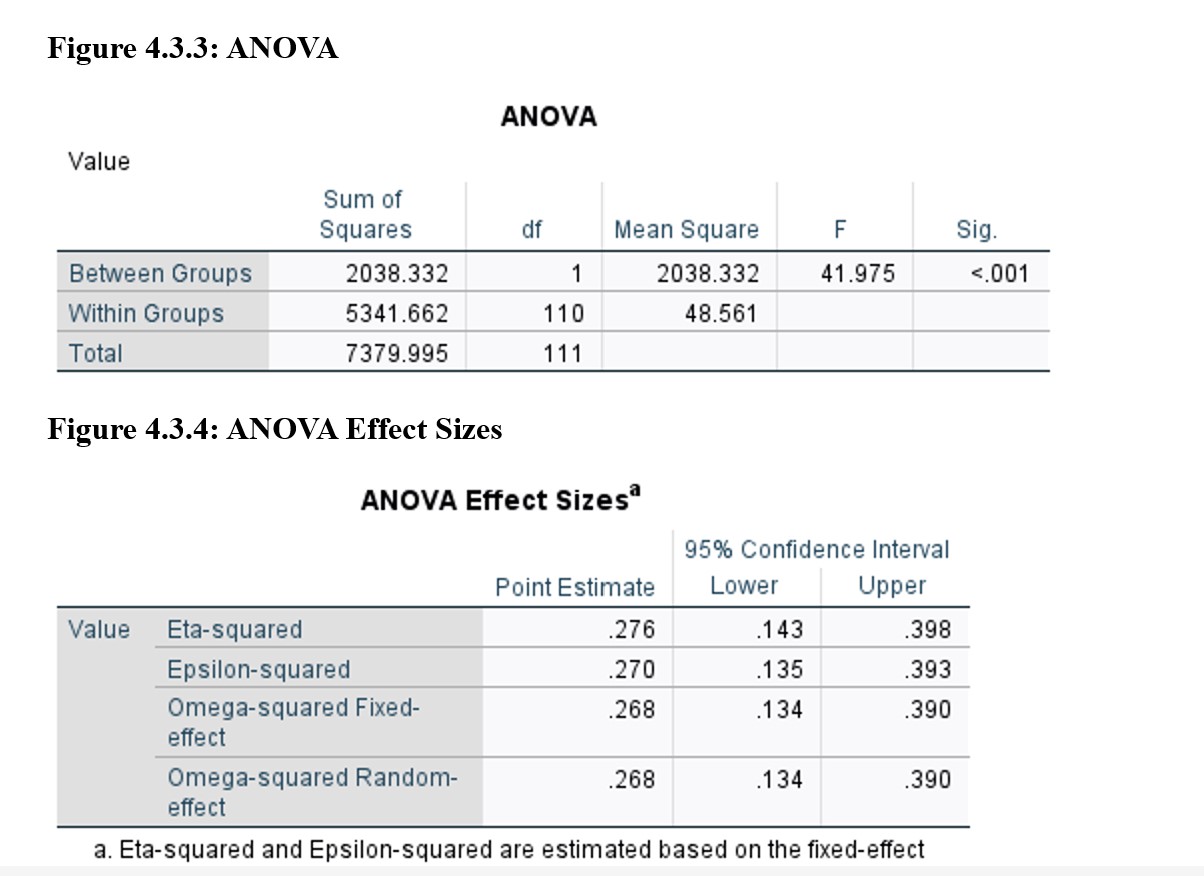 Figure 4.3.3: ANOVA
ANOVA
Value
Sum of Squares df Mean Square F Sig.
Between Groups 2038.332 1 2038.332 41.975 <.001
Within Groups 5341.662 110 48.561
Total 7379.995 111
Figure 4.3.4: ANOVA Effect Sizes
ANOVA Effect Sizesᵃ
95% Confidence Interval
Point Estimate Lower Upper
Value Eta-squared .276 .143 .398
Epsilon-squared .270 .135 .393
Omega-squared Fixed-effect .268 .134 .390
Omega-squared Random-effect .268 .134 .390
a. Eta-squared and Epsilon-squared are estimated based on the fixed-effect